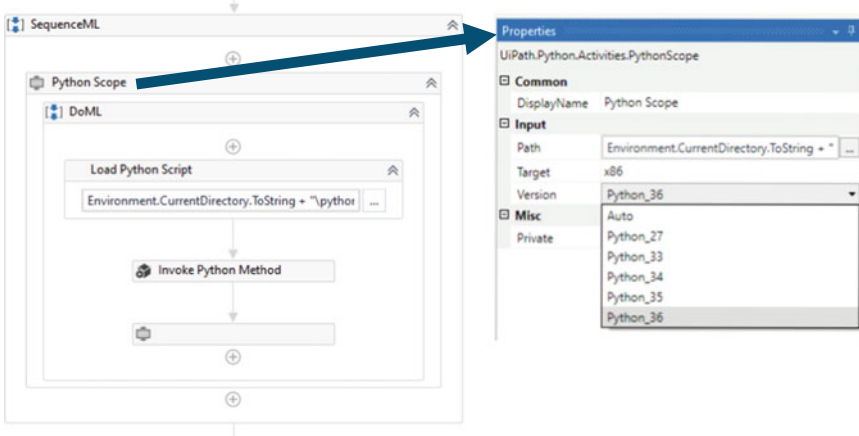 SequenceML
Python Scope
DoML
Load Python Script
Environment.CurrentDirectory.ToString + "\pythor
...
Invoke Python Method
Properties
UiPath.Python.Activities.PythonScope
Common
DisplayName Python Scope
Input
Path Environment.CurrentDirectory.ToString + " ...
Target x86
Version Python_36
Misc
Private
Auto
Python_27
Python_33
Python_34
Python_35
Python_36